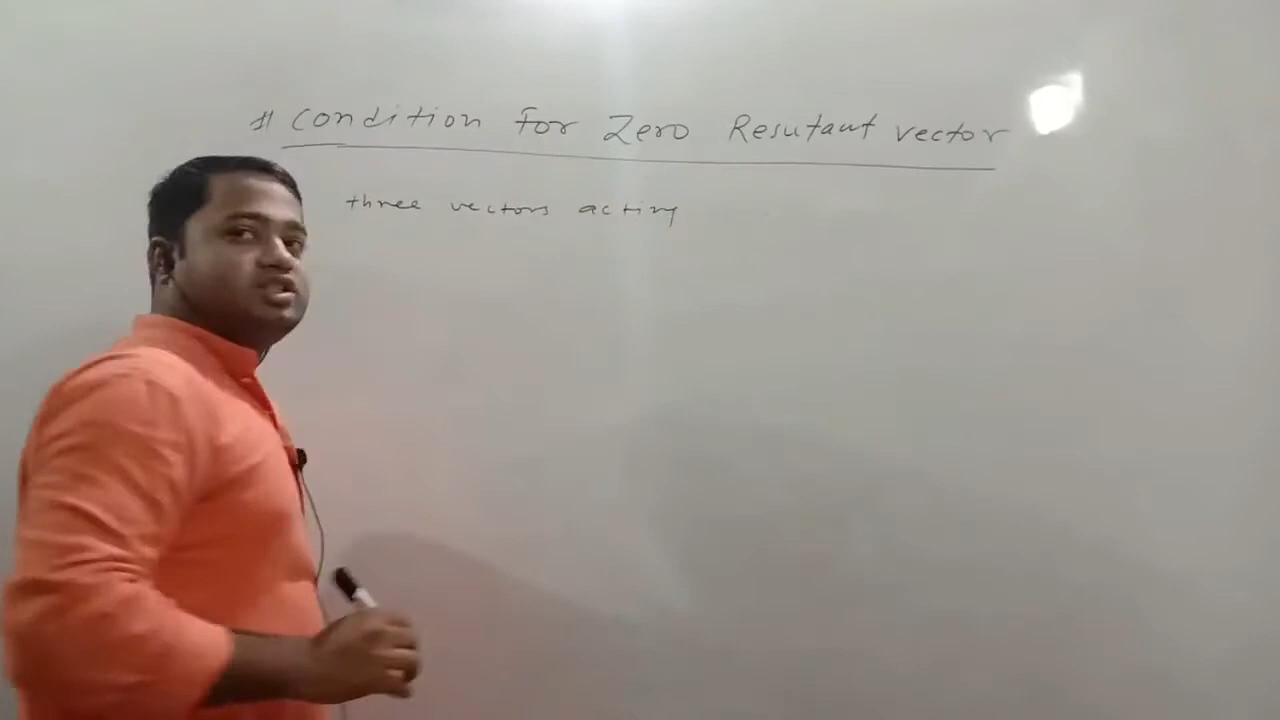 # Condition for Zero Resutant vector
three vectors acting